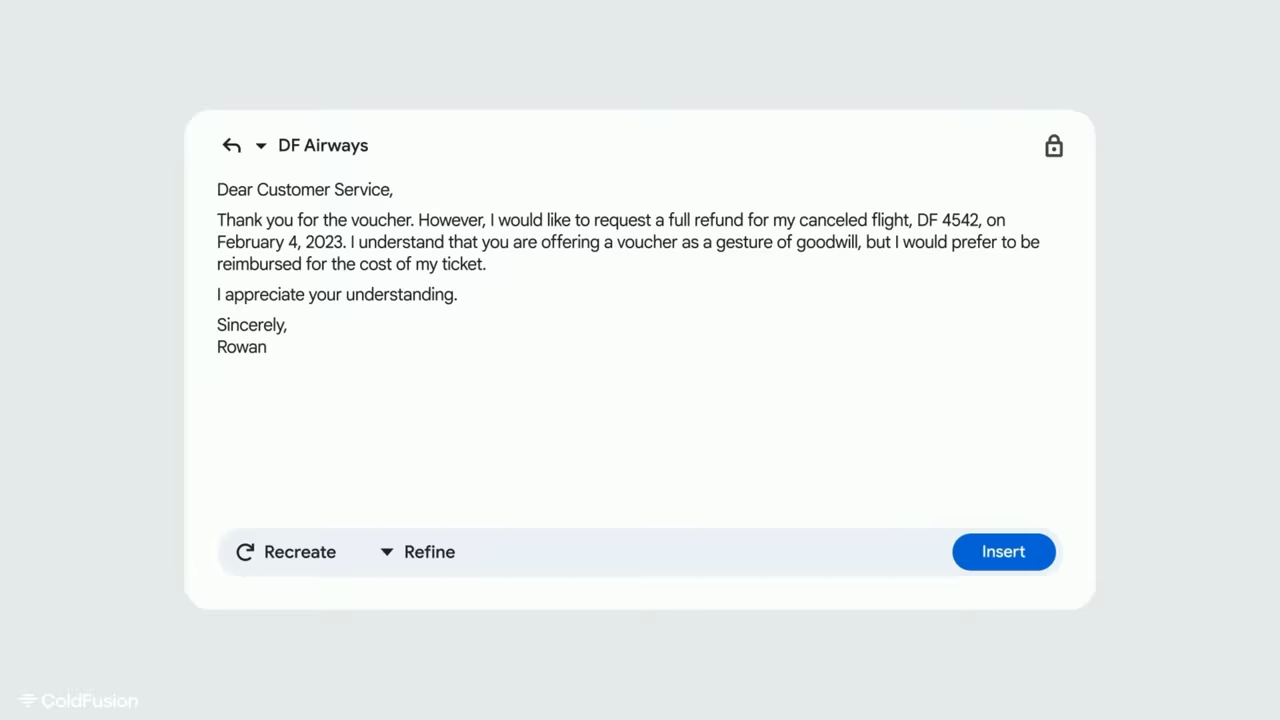 DF Airways
Dear Customer Service,
Thank you for the voucher. However, I would like to request a full refund for my canceled flight, DF 4542, on
February 4, 2023. I understand that you are offering a voucher as a gesture of goodwill, but I would prefer to be
reimbursed for the cost of my ticket.
I appreciate your understanding.
Sincerely,
Rowan
Recreate Refine Insert
ColdFusion